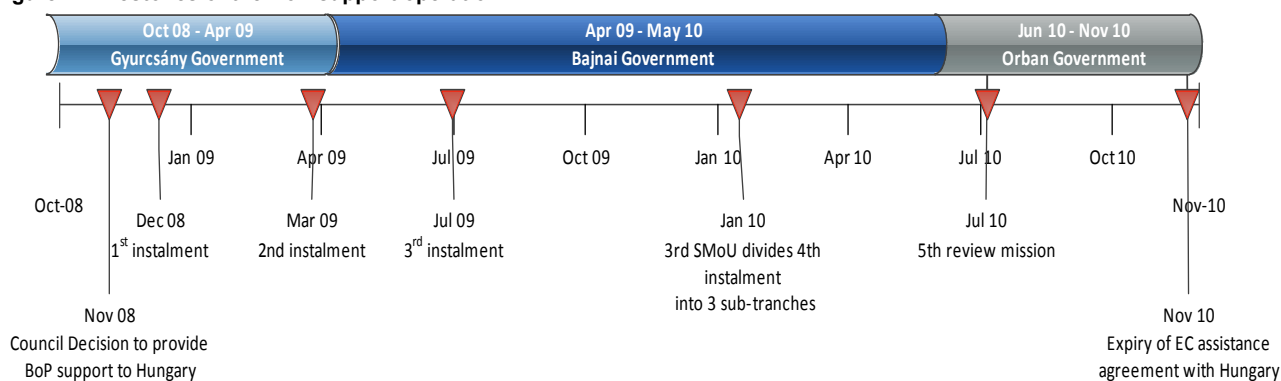 Oct 08 - Apr 09
Gyurcsány Government
Apr 09 - May 10
Bajnai Government
Jun 10 - Nov 10
Orban Government
Jan 09
Apr 09
Jul 09
Oct 09
Jan 10
Apr 10
Jul 10
Oct 10
Oct-08
Nov-10
Dec 08
1st instalment
Mar 09
2nd instalment
Jul 09
3rd instalment
Jan 10
3rd SMoU divides 4th
instalment
into 3 sub-tranches
Jul 10
5th review mission
Nov 08
Council Decision to provide
BoP support to Hungary
Nov 10
Expiry of EC assistance
agreement with Hungary